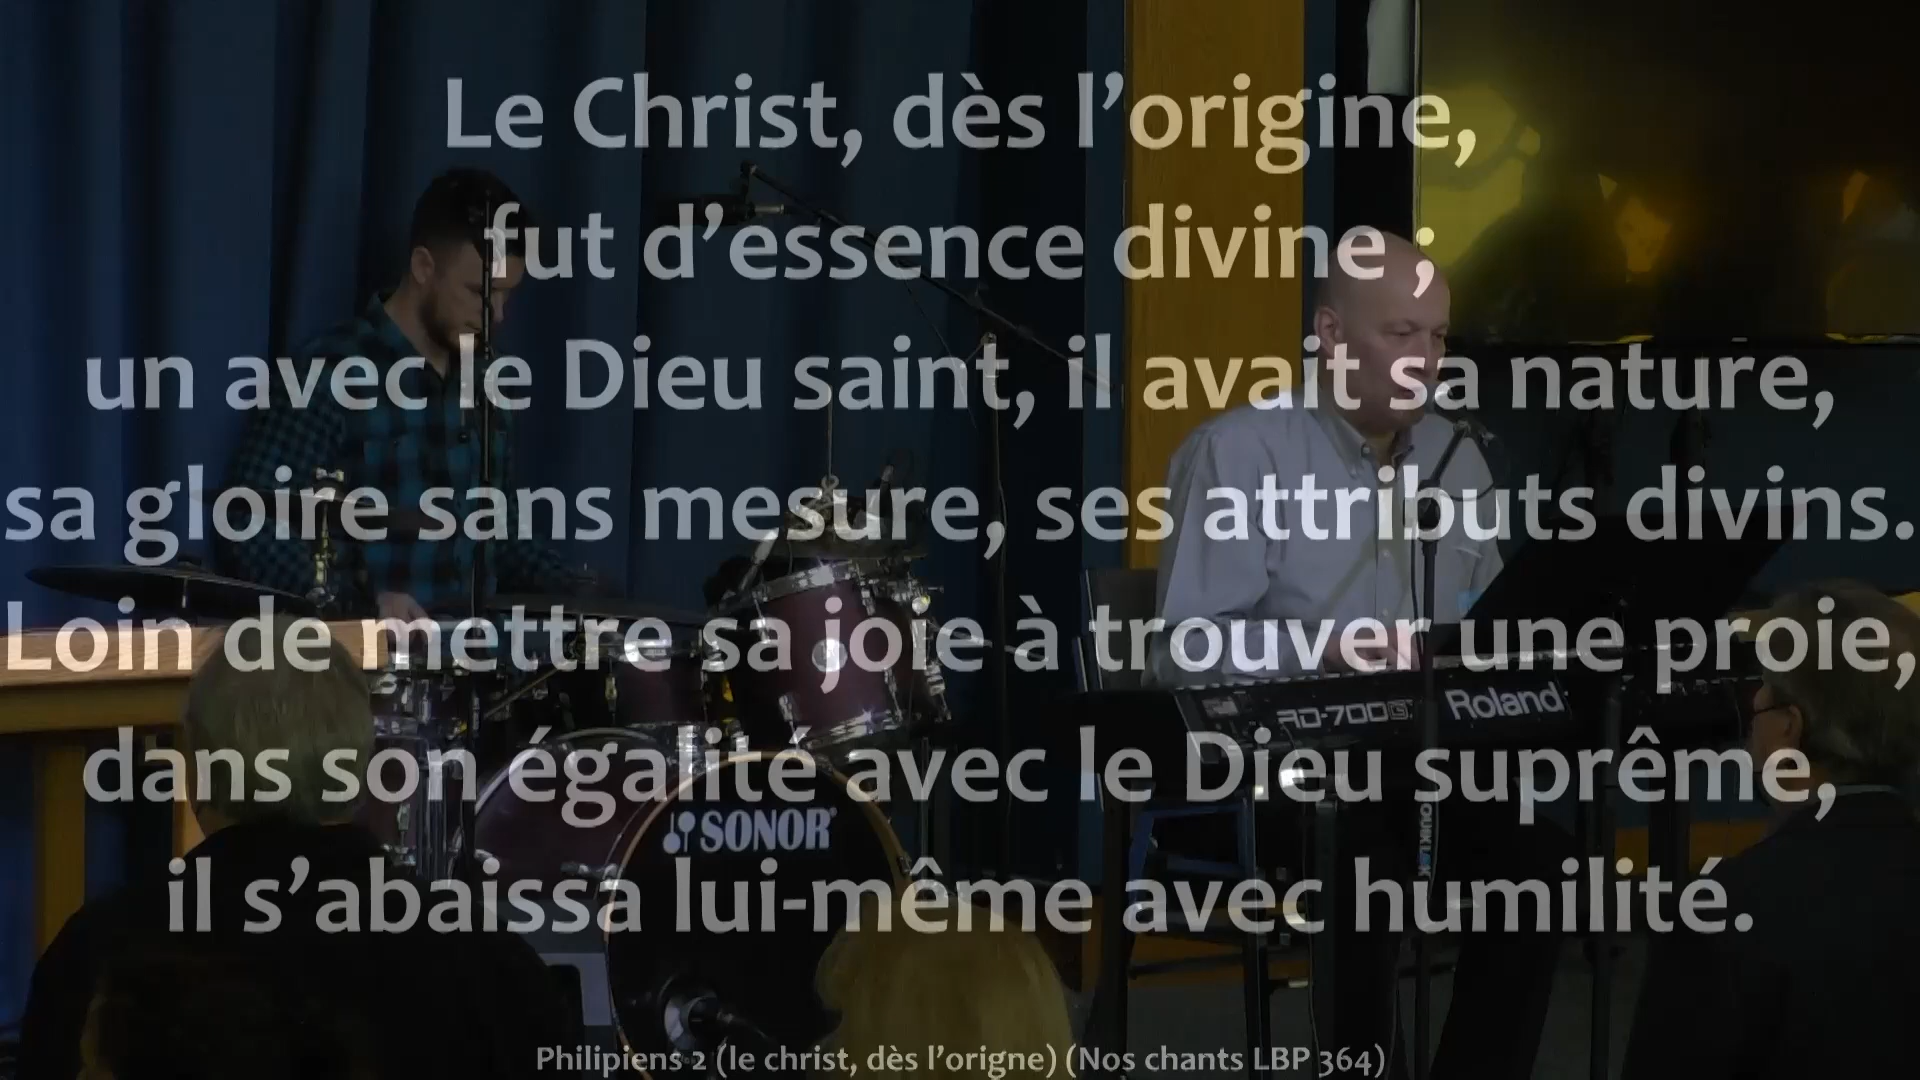 Le Christ, dès l’origine,
fut d’essence divine ;
un avec le Dieu saint, il avait sa nature,
sa gloire sans mesure, ses attributs divins.
Loin de mettre sa joie à trouver une proie,
dans son égalité avec le Dieu suprême,
il s’abaissa lui-même avec humilité.
RD-700G Roland
SONOR
QUIKLOK
Philipiens 2 (le christ, dès l’origne) (Nos chants LBP 364)